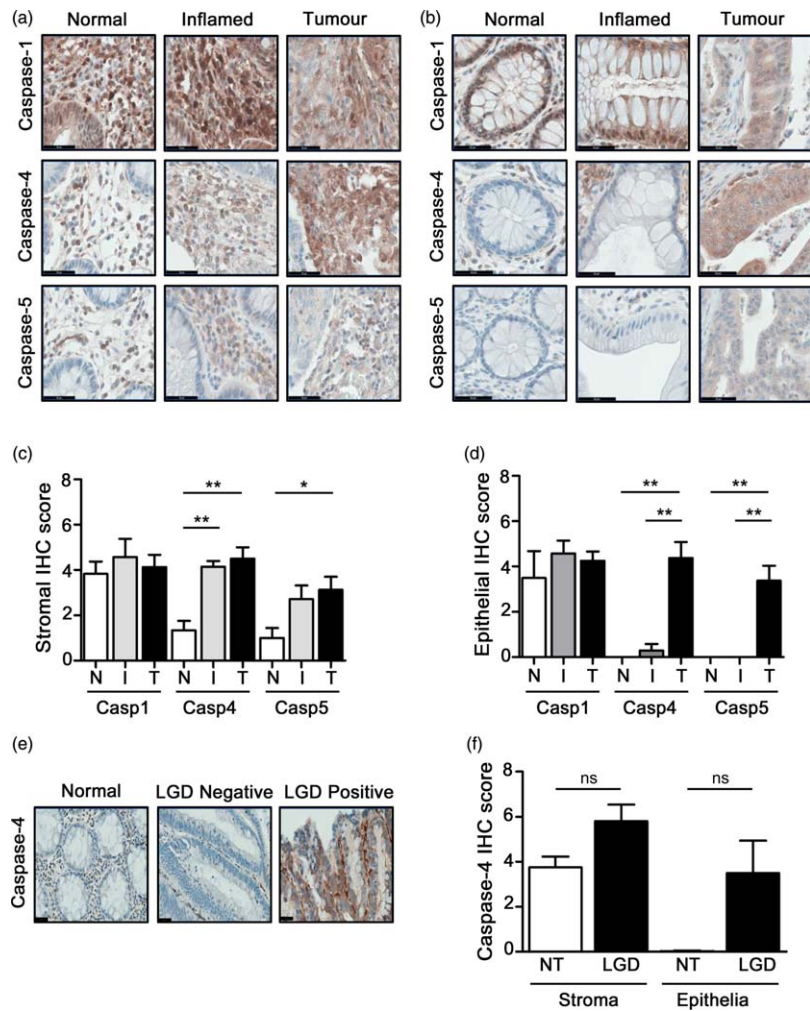 (a)
Normal Inflamed Tumour
Caspase-1
Caspase-4
Caspase-5
(b)
Normal Inflamed Tumour
Caspase-1
Caspase-4
Caspase-5
(c)
Stromal IHC score
8
6
4
2
0
** *
**
N I T N I T N I T
Casp1 Casp4 Casp5
(d)
Epithelial IHC score
8
6
4
2
0
** **
** **
N I T N I T N I T
Casp1 Casp4 Casp5
(e)
Normal LGD Negative LGD Positive
Caspase-4
(f)
Caspase-4 IHC score
8
6
4
2
0
ns ns
NT LGD NT LGD
Stroma Epithelia